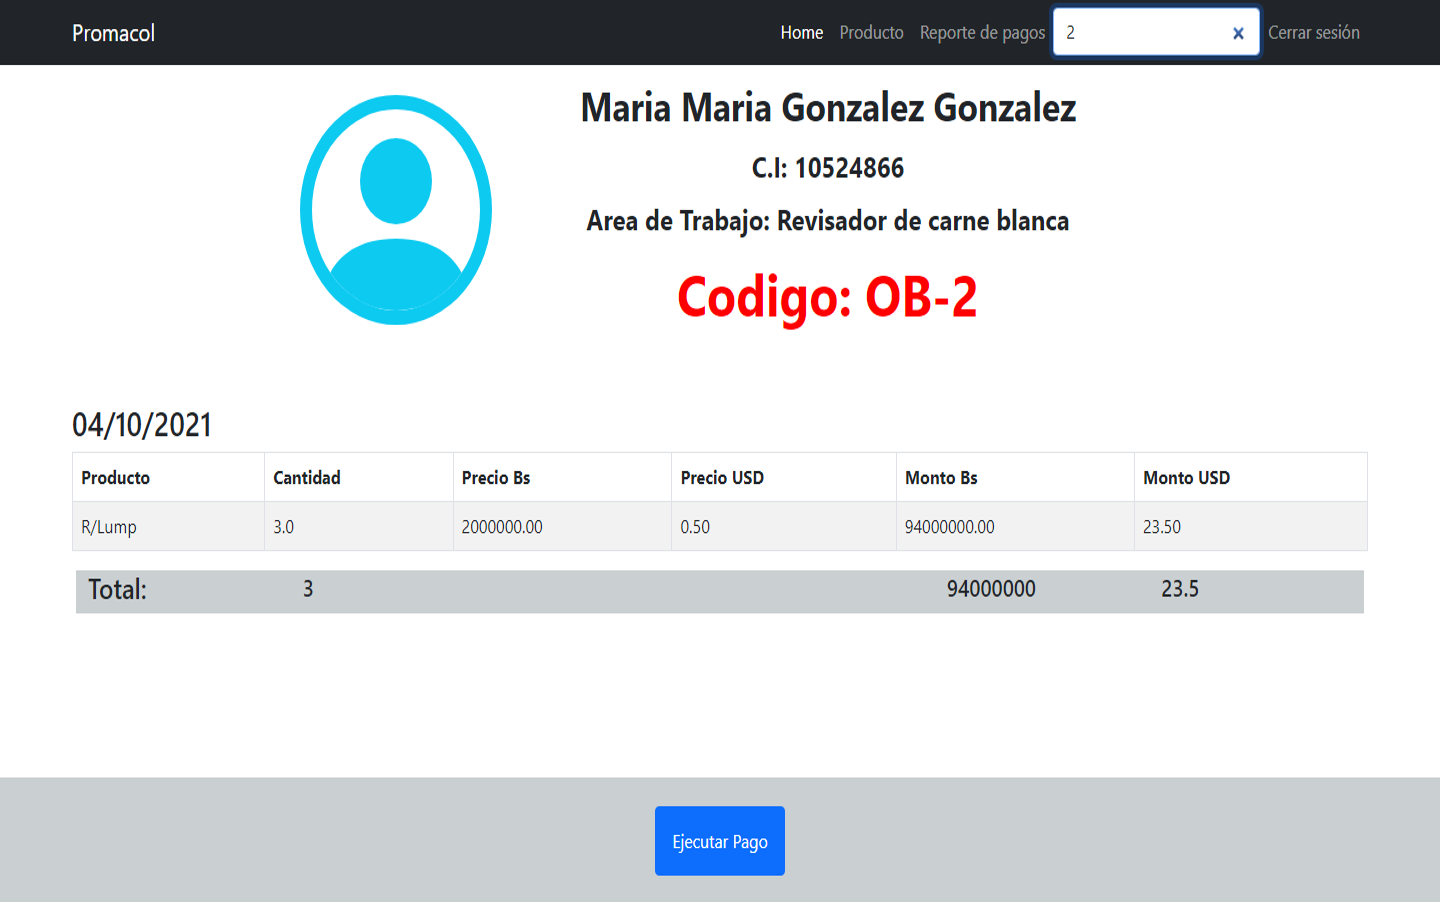 Promacol Home Producto Reporte de pagos 2 Cerrar sesión
Maria Maria Gonzalez Gonzalez
C.I: 10524866
Area de Trabajo: Revisador de carne blanca
Codigo: OB-2
04/10/2021
Producto Cantidad Precio Bs Precio USD Monto Bs Monto USD
R/Lump 3.0 2000000.00 0.50 94000000.00 23.50
Total: 3 94000000 23.5
Ejecutar Pago